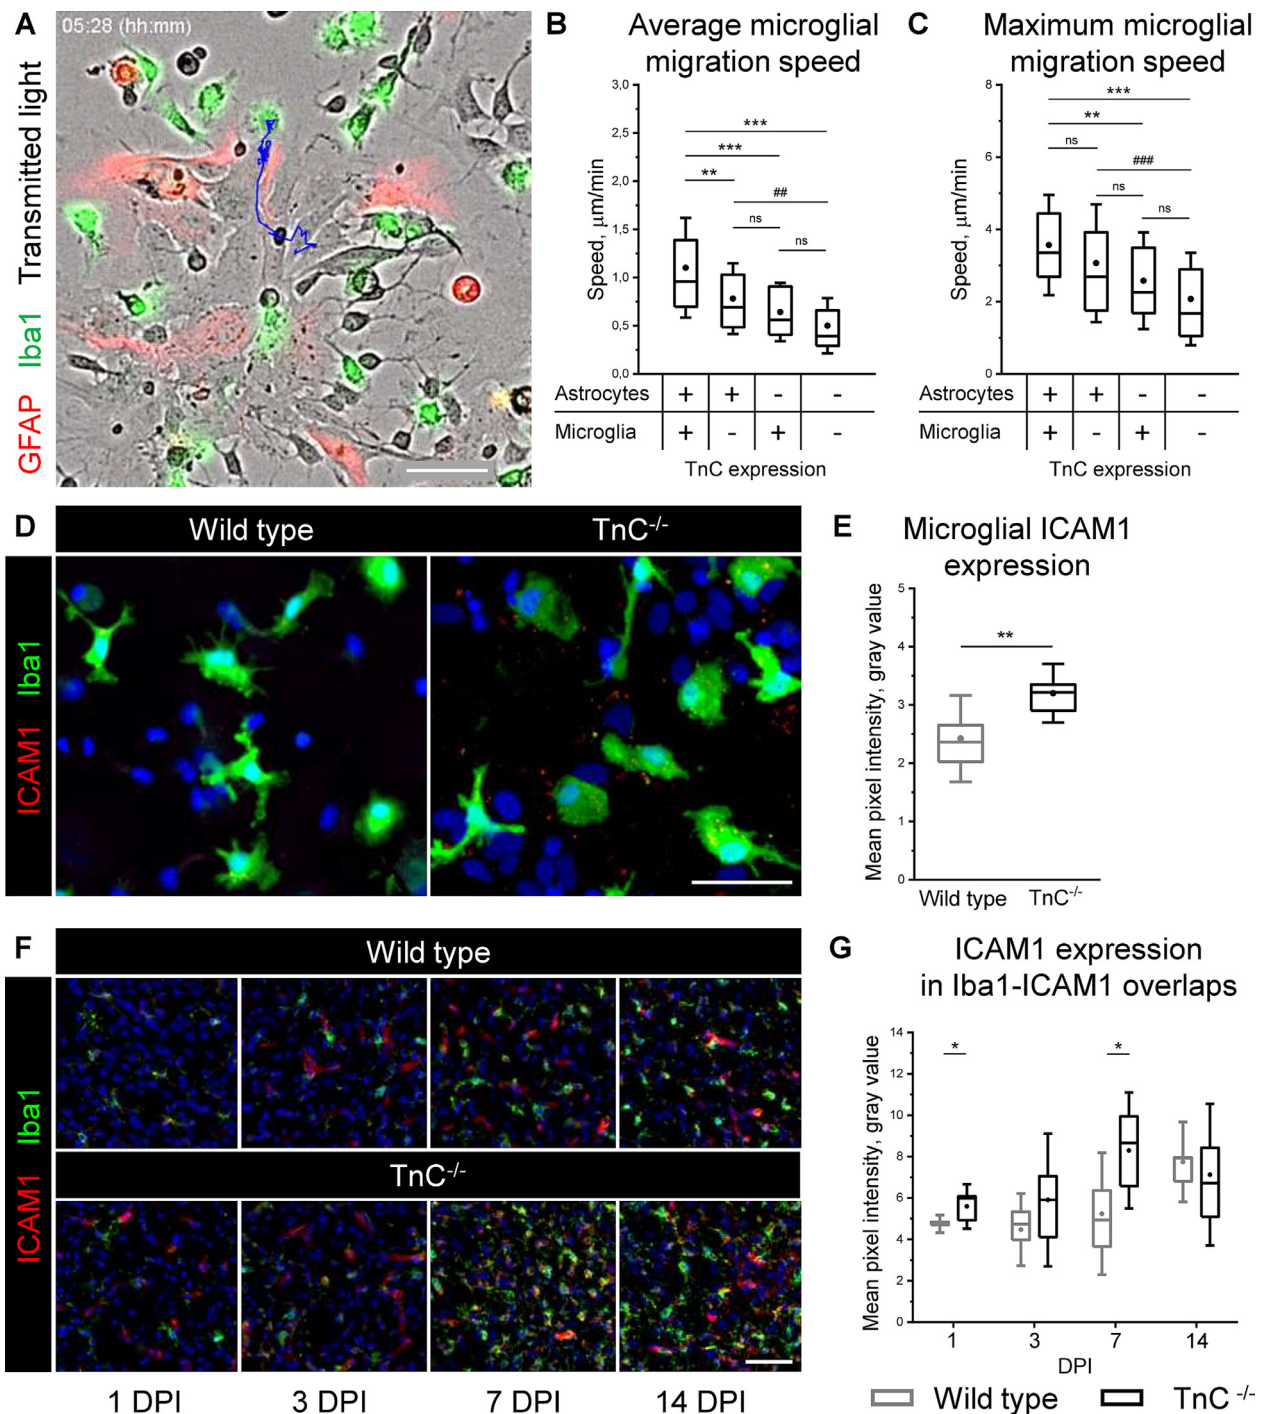 A
05:28 (hh:mm)
GFAP Iba1 Transmitted light
B
Average microglial
migration speed
3,0
2,5
2,0
1,5
1,0
0,5
0,0
Speed, μm/min
***
***
**
##
ns
ns
Astrocytes + + - -
Microglia + - + -
TnC expression
C
Maximum microglial
migration speed
8
6
4
2
0
Speed, μm/min
***
**
ns
###
ns
ns
Astrocytes + + - -
Microglia + - + -
TnC expression
D
Wild type
TnC-/-
ICAM1 Iba1
E
Microglial ICAM1
expression
5
4
3
2
1
0
Mean pixel intensity, gray value
**
Wild type
TnC-/-
F
Wild type
TnC-/-
ICAM1 Iba1
1 DPI
3 DPI
7 DPI
14 DPI
G
ICAM1 expression
in Iba1-ICAM1 overlaps
14
12
10
8
6
4
2
0
Mean pixel intensity, gray value
*
*
1 3 7 14
DPI
Wild type
TnC -/-